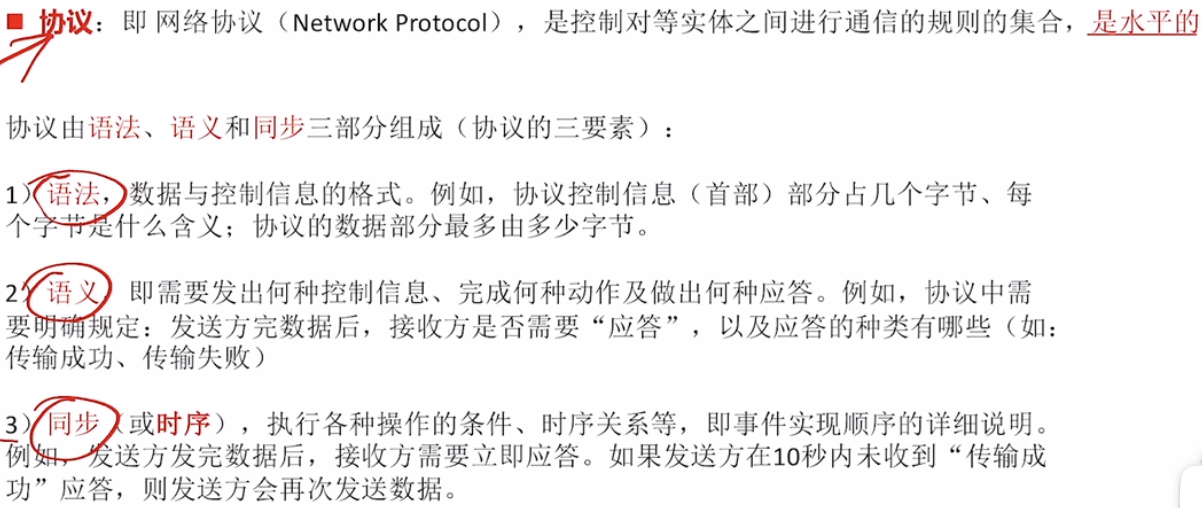 ■ 协议：即 网络协议（Network Protocol），是控制对等实体之间进行通信的规则的集合，是水平的
协议由语法、语义和同步三部分组成（协议的三要素）：
1）语法，数据与控制信息的格式。例如，协议控制信息（首部）部分占几个字节、每
个字节是什么含义；协议的数据部分最多由多少字节。
2）语义，即需要发出何种控制信息、完成何种动作及做出何种应答。例如，协议中需
要明确规定：发送方完数据后，接收方是否需要“应答”，以及应答的种类有哪些（如：
传输成功、传输失败）
3）同步（或时序），执行各种操作的条件、时序关系等，即事件实现顺序的详细说明。
例如，发送方发完数据后，接收方需要立即应答。如果发送方在10秒内未收到“传输成
功”应答，则发送方会再次发送数据。